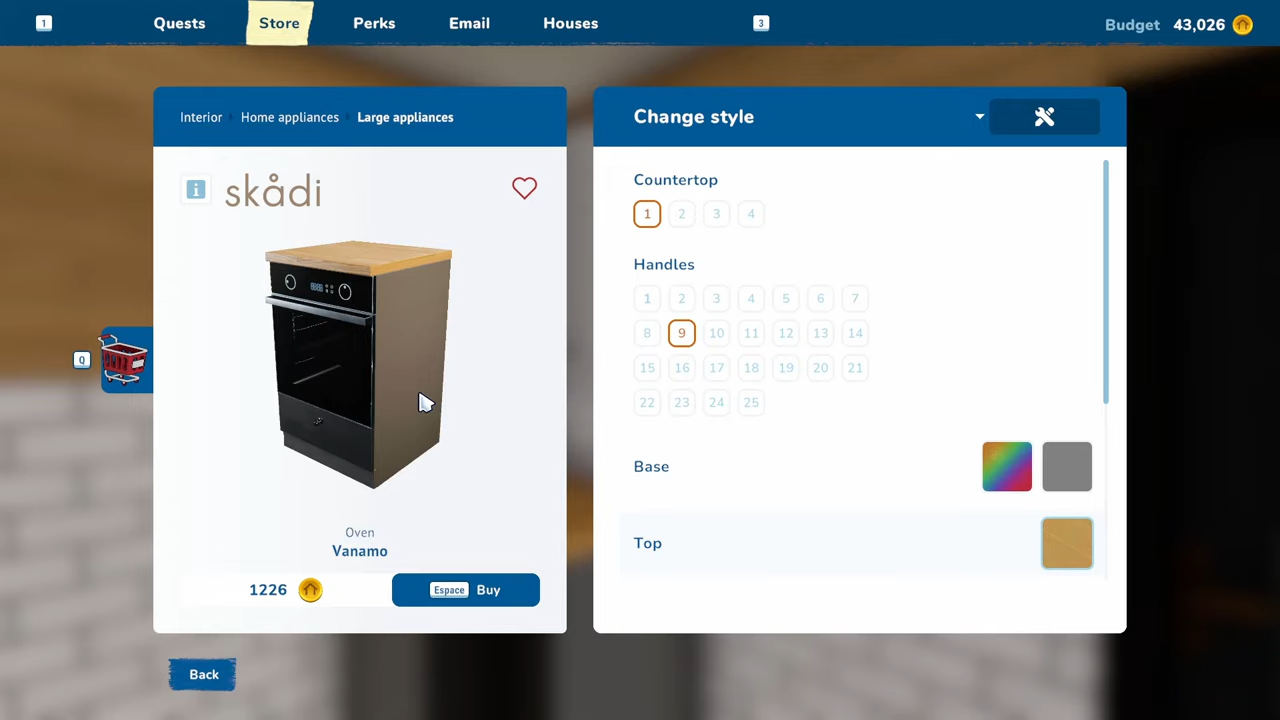 1
Quests
Store
Perks
Email
Houses
3
Budget 43,026
Interior Home appliances Large appliances
skådi
Oven
Vanamo
1226
Espace Buy
Q
Back
Change style
Countertop
1 2 3 4
Handles
1 2 3 4 5 6 7
8 9 10 11 12 13 14
15 16 17 18 19 20 21
22 23 24 25
Base
Top